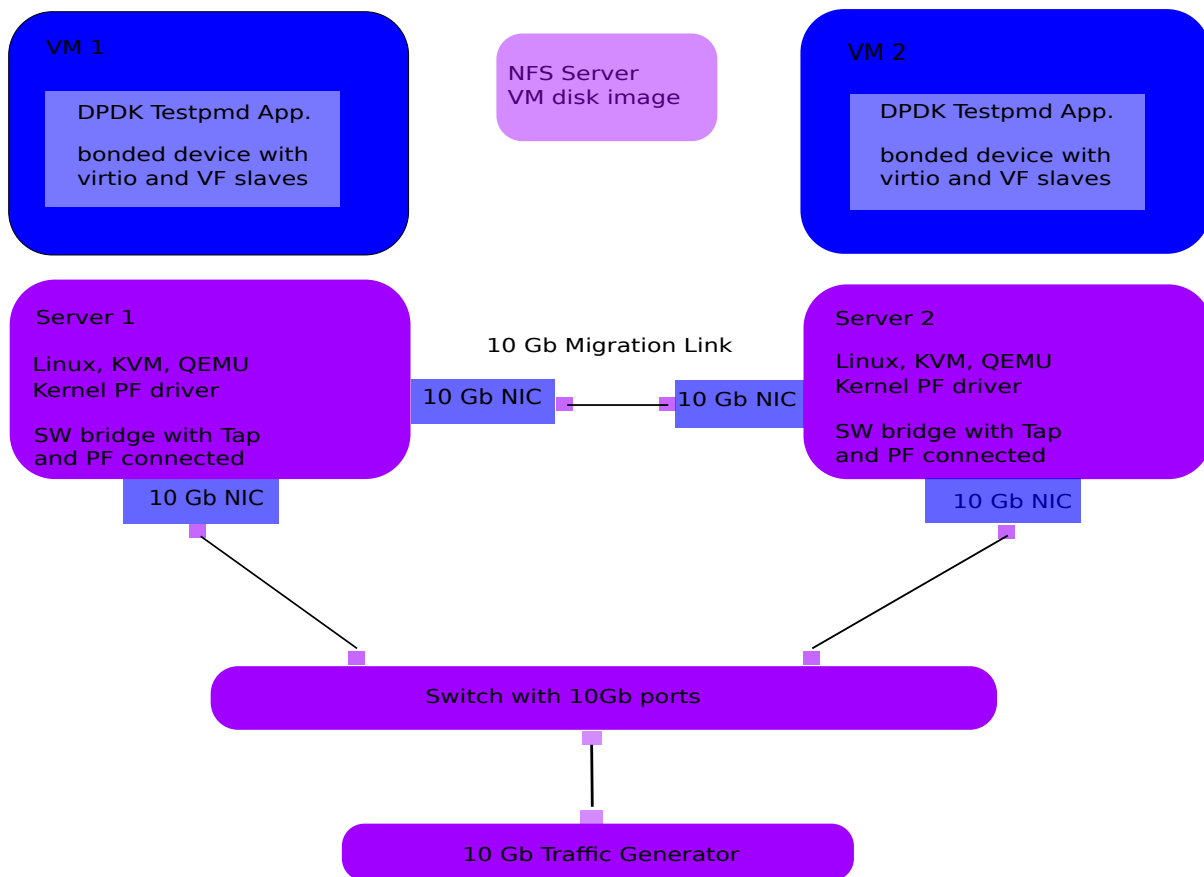 VM 1
DPDK Testpmd App.
bonded device with
virtio and VF slaves
NFS Server
VM disk image
VM 2
DPDK Testpmd App.
bonded device with
virtio and VF slaves
Server 1
Linux, KVM, QEMU
Kernel PF driver
SW bridge with Tap
and PF connected
10 Gb NIC
10 Gb Migration Link
10 Gb NIC
10 Gb NIC
Server 2
Linux, KVM, QEMU
Kernel PF driver
SW bridge with Tap
and PF connected
10 Gb NIC
Switch with 10Gb ports
10 Gb Traffic Generator